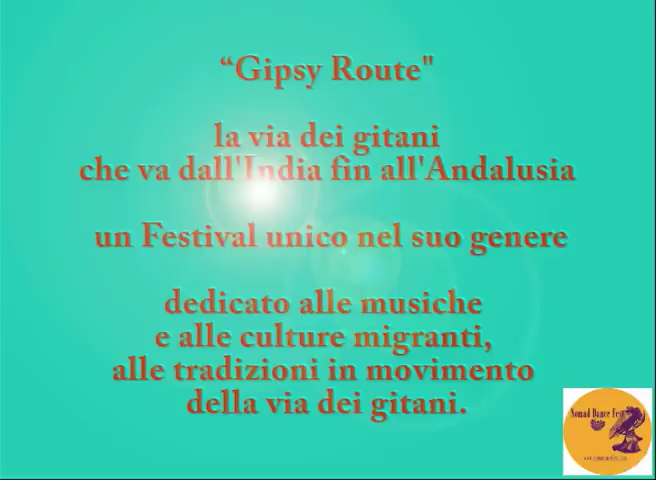 “Gipsy Route"
la via dei gitani
che va dall'India fin all'Andalusia
un Festival unico nel suo genere
dedicato alle musiche
e alle culture migranti,
alle tradizioni in movimento
della via dei gitani.
Nomad Dance Fest